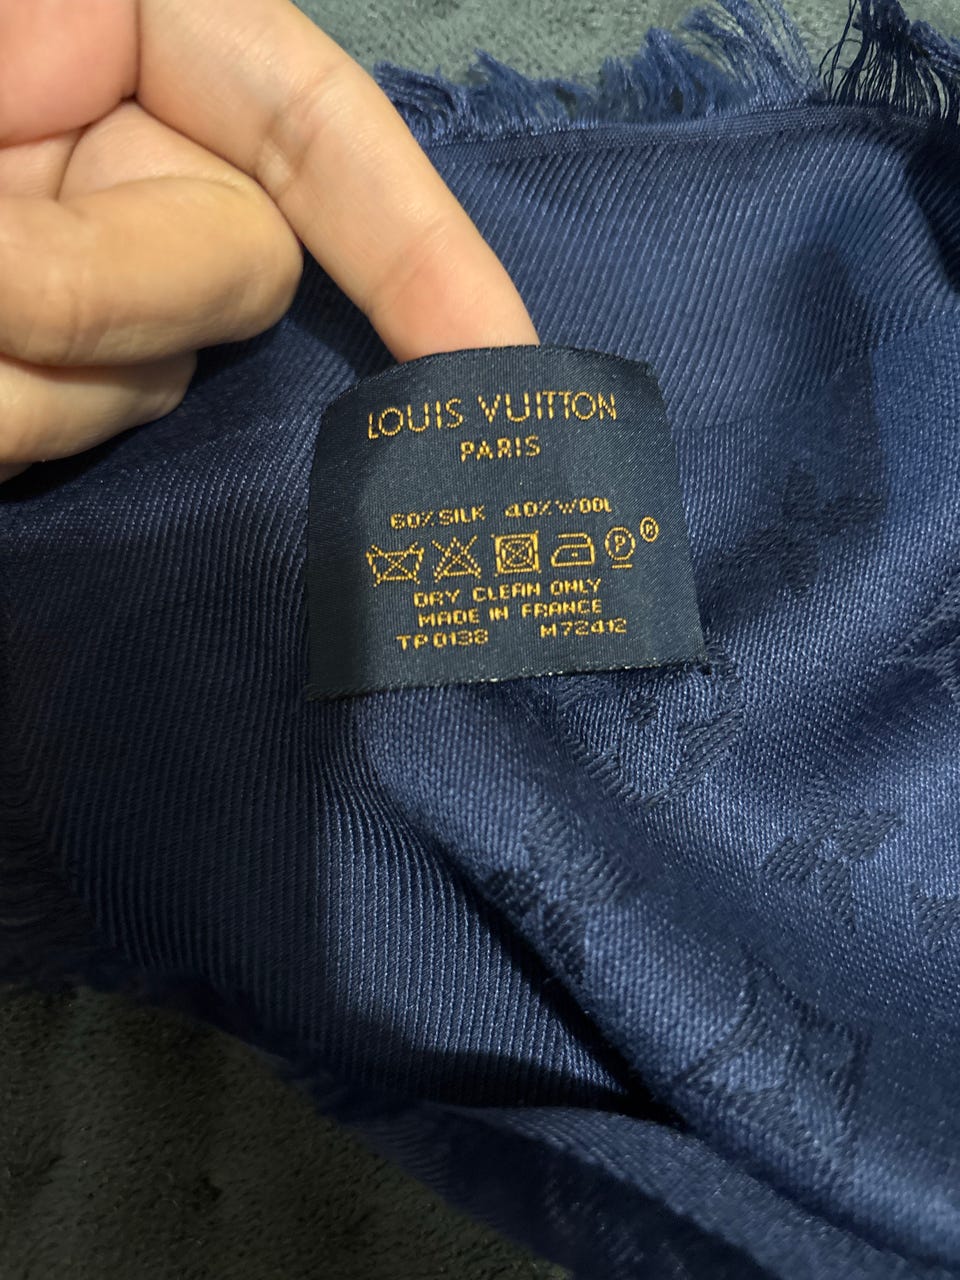 LOUIS VUITTON
PARIS
60% SILK 40% WOOL
P ®
DRY CLEAN ONLY
MADE IN FRANCE
TP0138 M72412